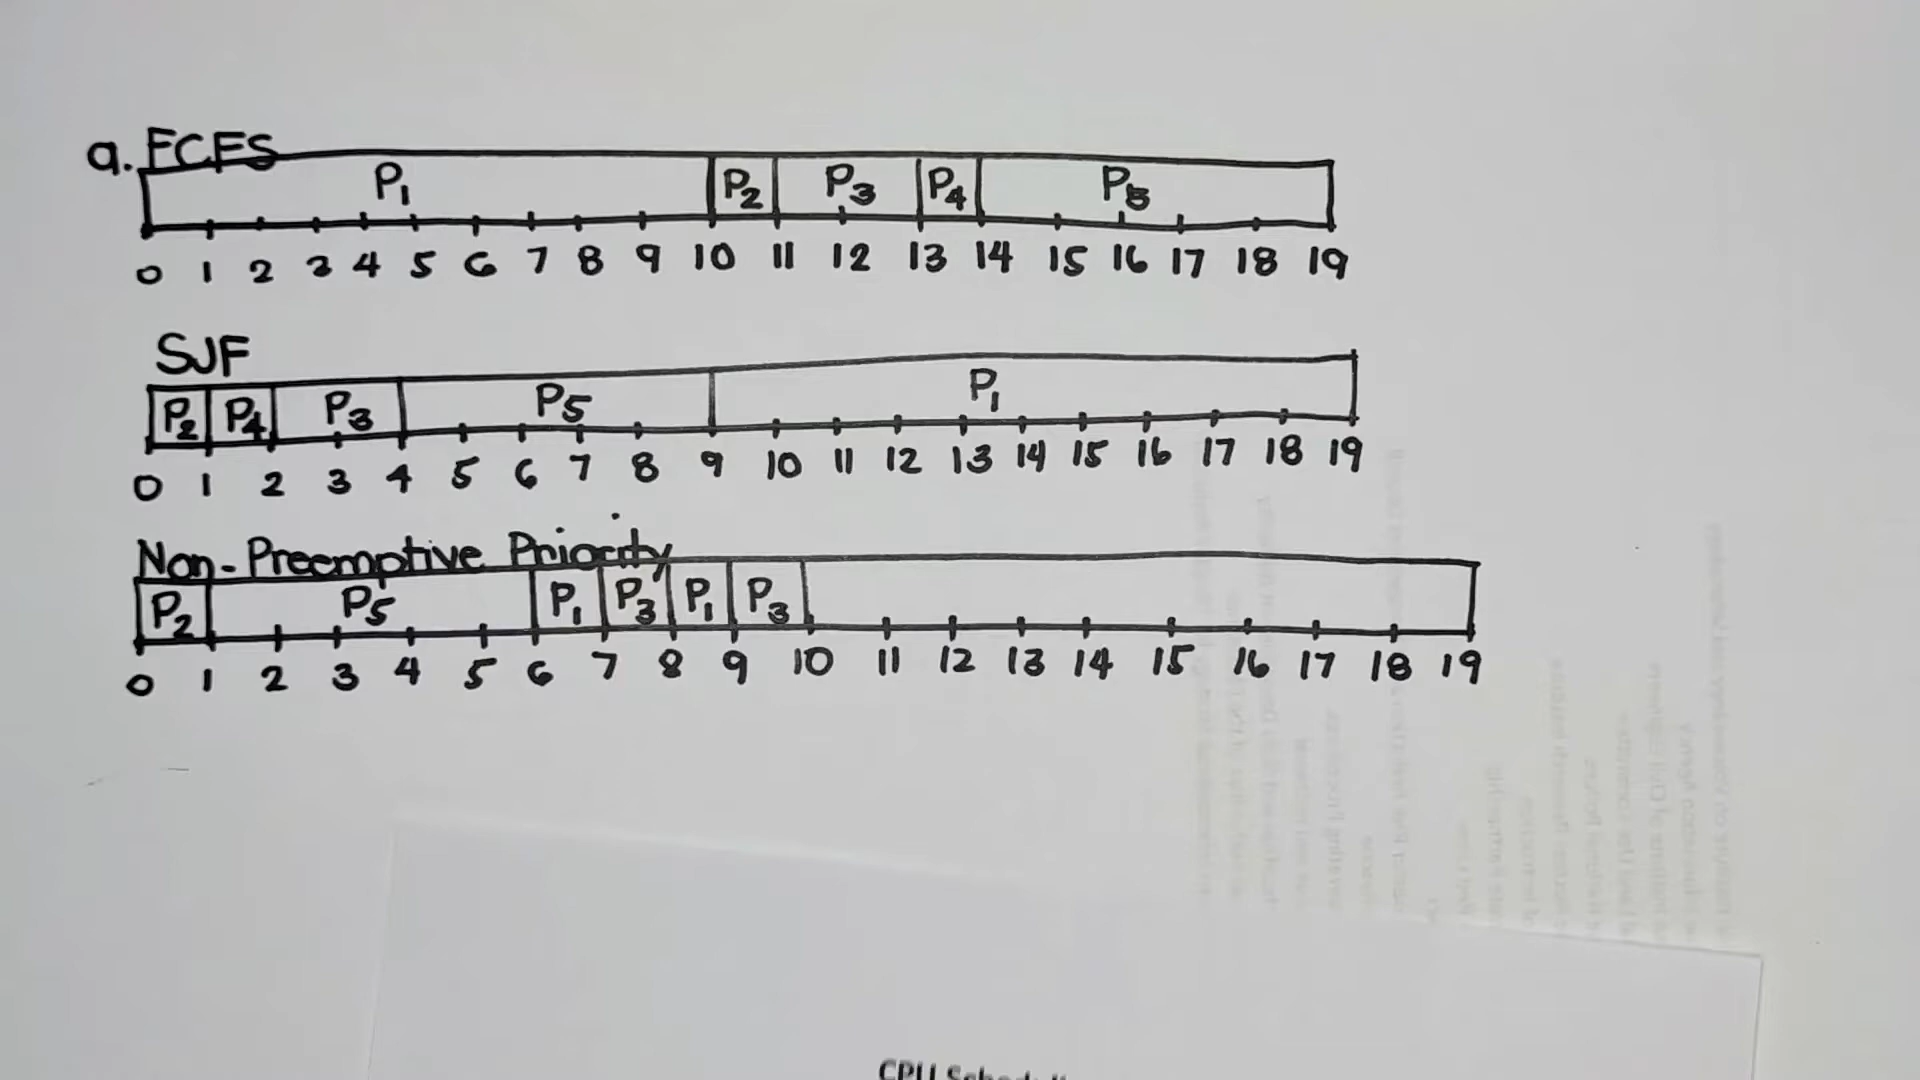 a. FCFS
P1 P2 P3 P4 P5
0 1 2 3 4 5 6 7 8 9 10 11 12 13 14 15 16 17 18 19
SJF
P2 P4 P3 P5 P1
0 1 2 3 4 5 6 7 8 9 10 11 12 13 14 15 16 17 18 19
Non-Preemptive Priority
P2 P5 P1 P3 P1 P3
0 1 2 3 4 5 6 7 8 9 10 11 12 13 14 15 16 17 18 19
CPU